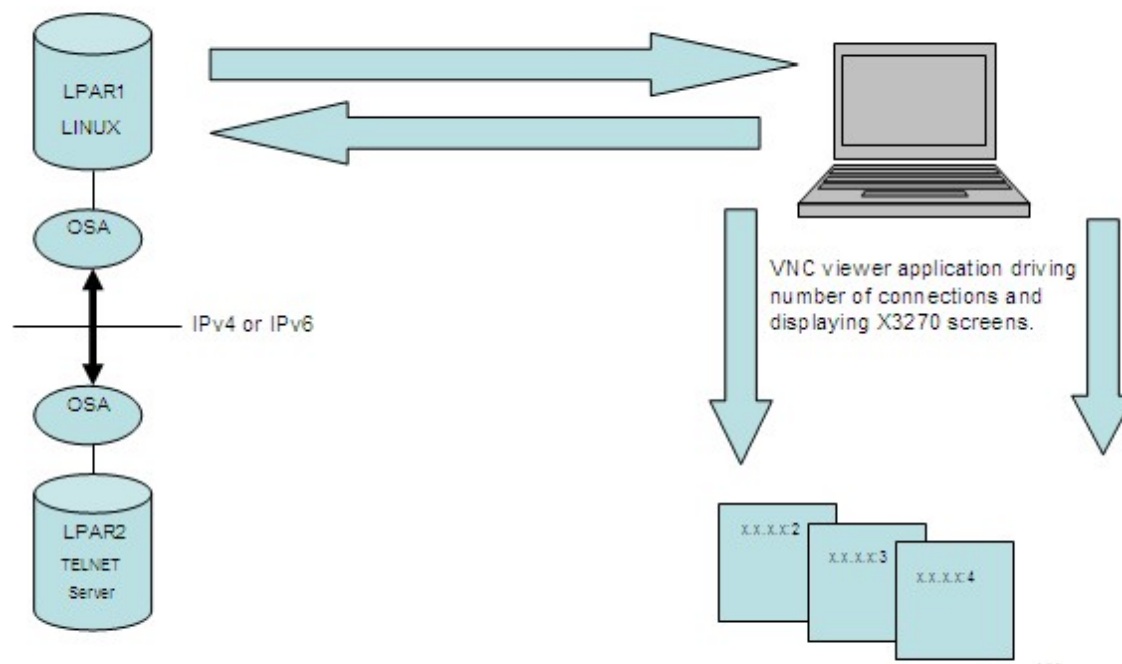 LPAR1
LINUX
OSA
IPv4 or IPv6
OSA
LPAR2
TELNET
Server
VNC viewer application driving
number of connections and
displaying X3270 screens.
x.x.x.x:2
x.x.x.x:3
x.x.x.x:4